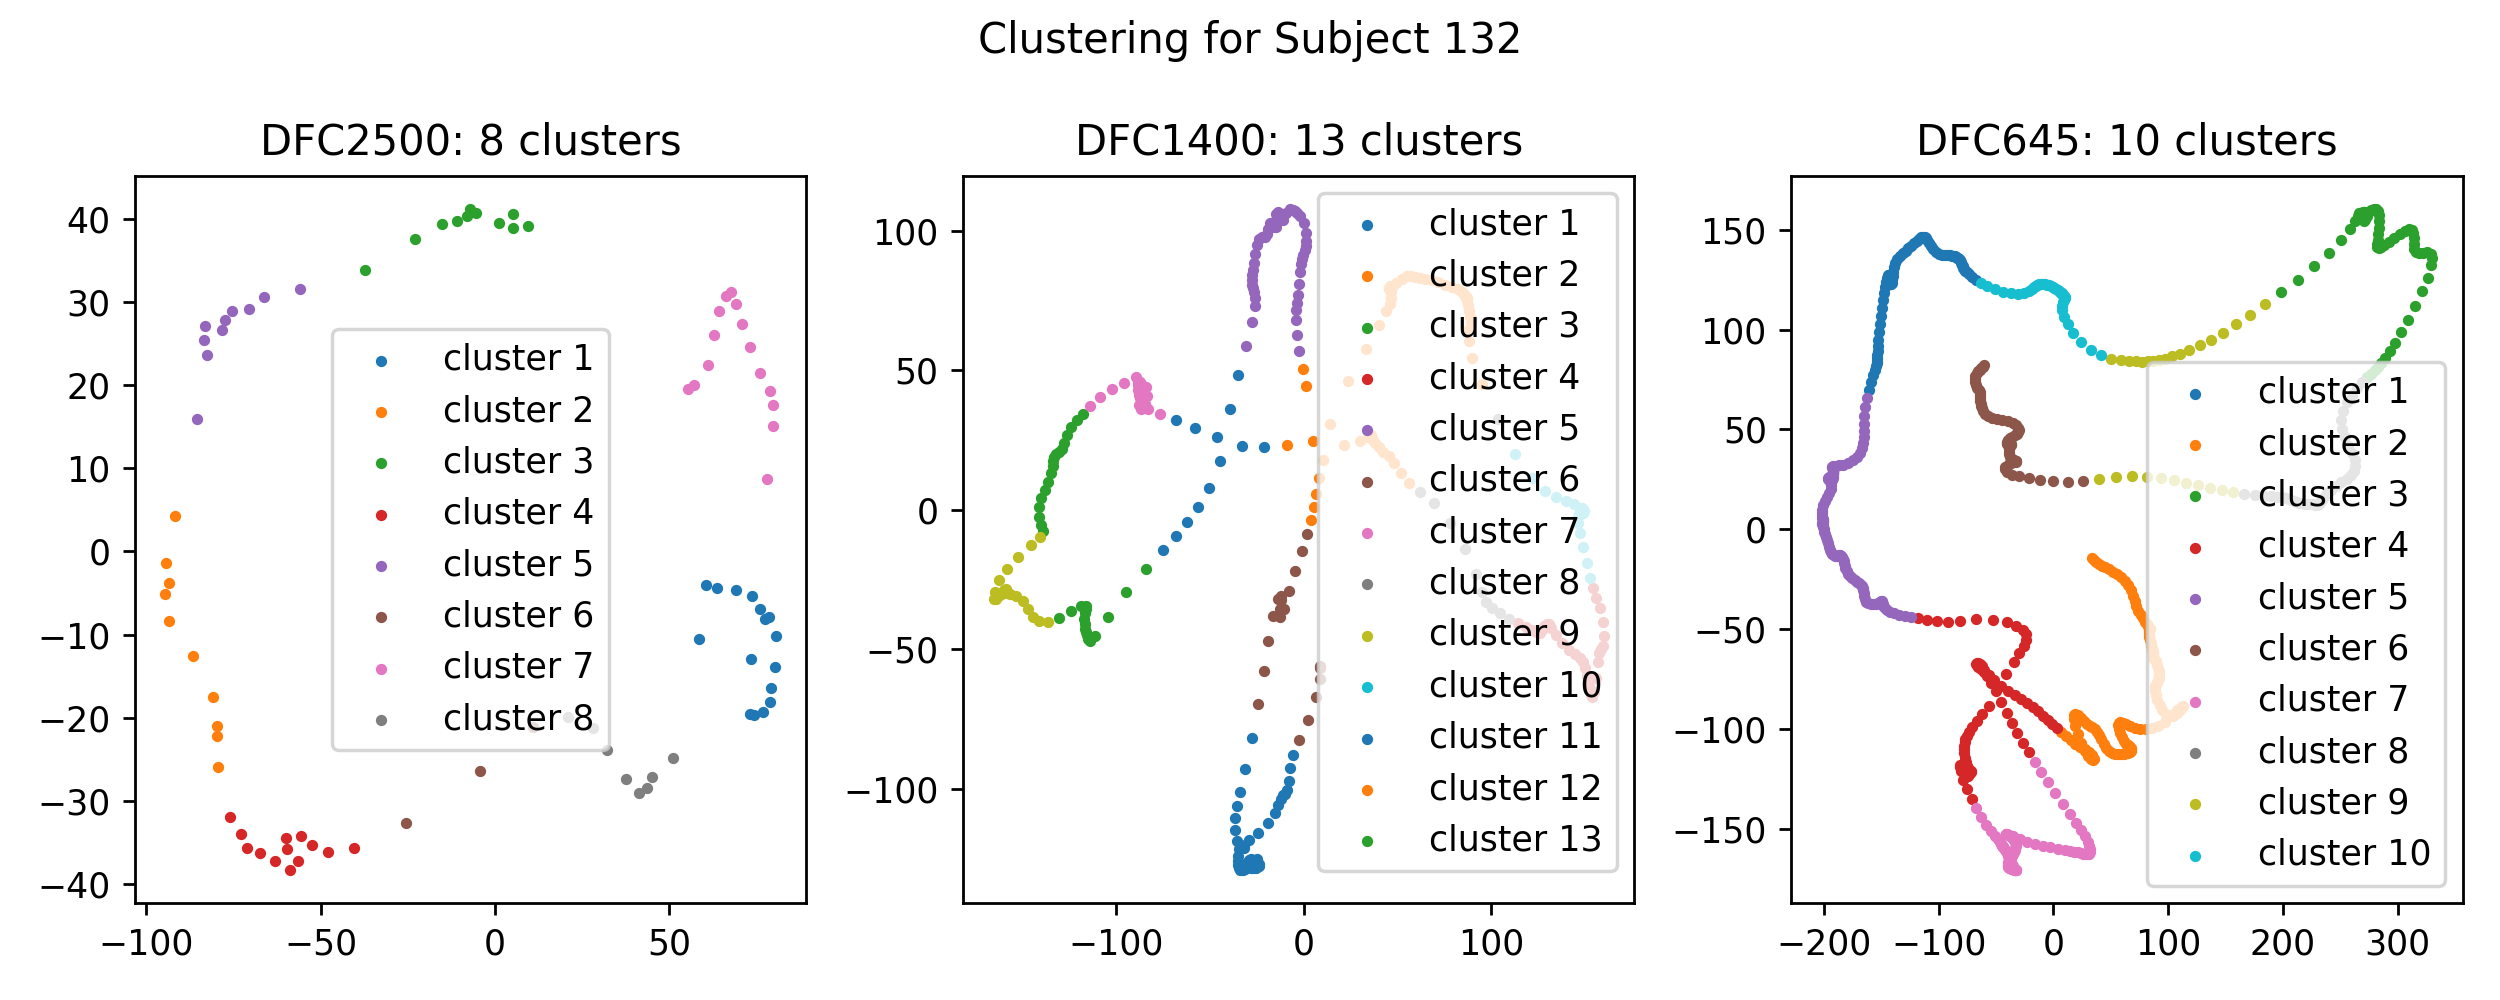 Clustering for Subject 132
DFC2500: 8 clusters
40
30
20
10
0
−10
−20
−30
−40
−100
−50
0
50
cluster 1
cluster 2
cluster 3
cluster 4
cluster 5
cluster 6
cluster 7
cluster 8
DFC1400: 13 clusters
100
50
0
−50
−100
−100
0
100
cluster 1
cluster 2
cluster 3
cluster 4
cluster 5
cluster 6
cluster 7
cluster 8
cluster 9
cluster 10
cluster 11
cluster 12
cluster 13
DFC645: 10 clusters
150
100
50
0
−50
−100
−150
−200
−100
0
100
200
300
cluster 1
cluster 2
cluster 3
cluster 4
cluster 5
cluster 6
cluster 7
cluster 8
cluster 9
cluster 10